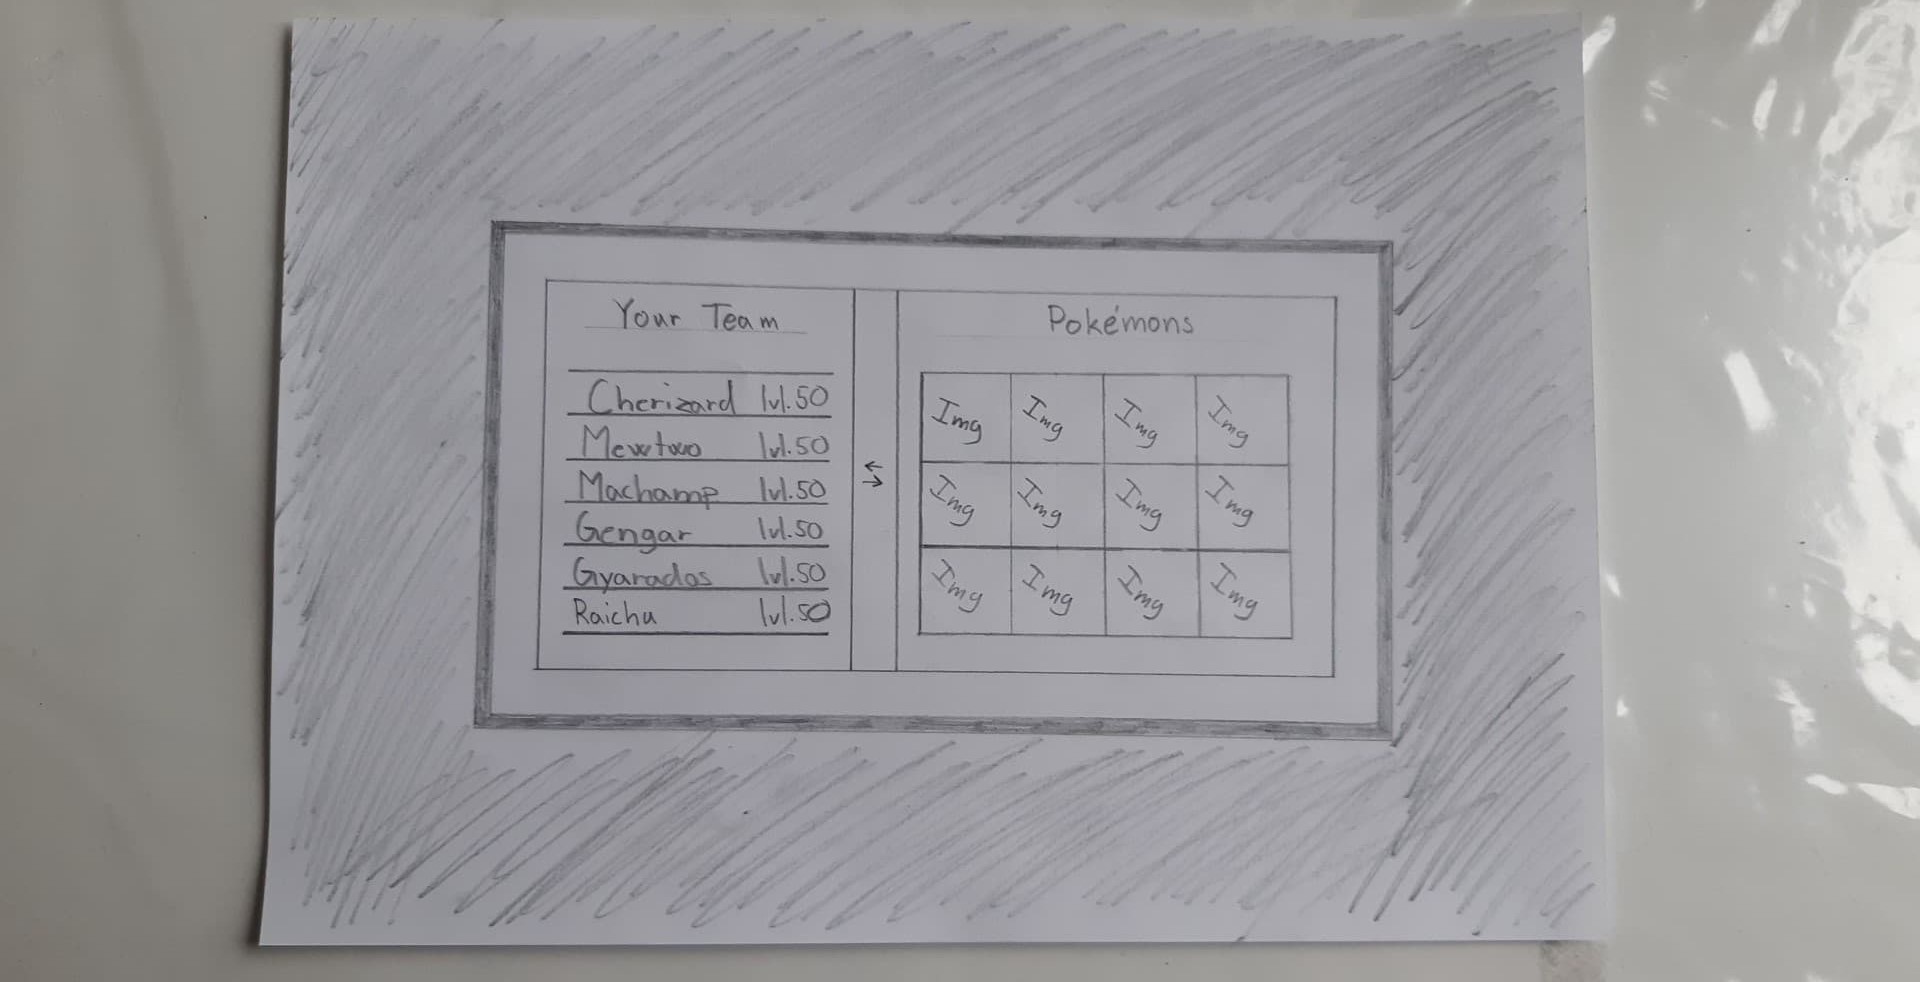 Your Team
Cherizard lvl.50
Mewtwo lvl.50
Machamp lvl.50
Gengar lvl.50
Gyarados lvl.50
Raichu lvl.50
Pokémons
Img Img Img Img
Img Img Img Img
Img Img Img Img